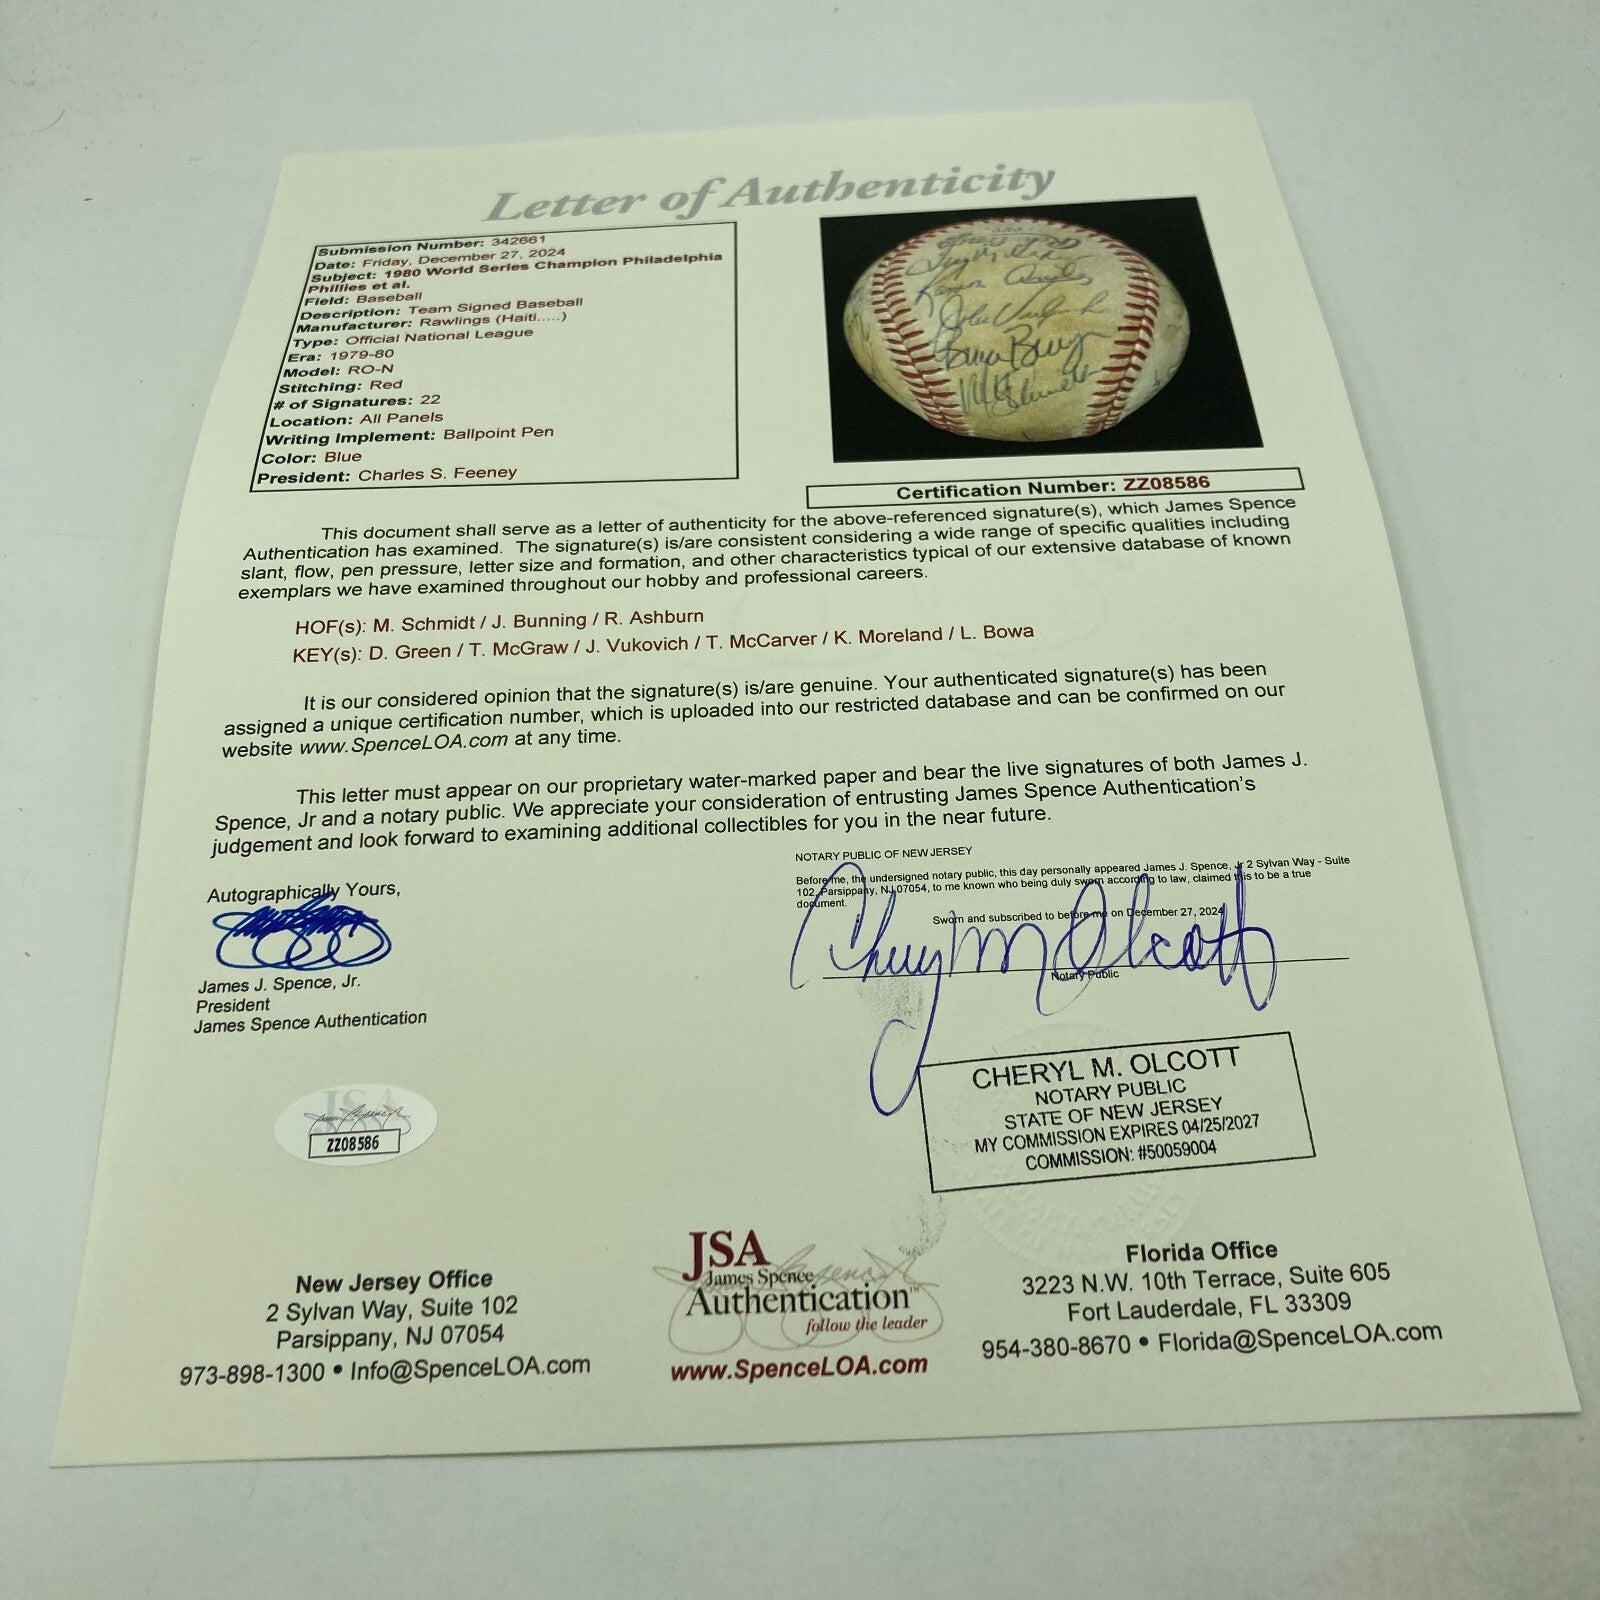 Letter of Authenticity
Submission Number: 342661
Date: Friday, December 27, 2024
Subject: 1980 World Series Champion Philadelphia
Phillies et al.
Field: Baseball
Description: Team Signed Baseball
Manufacturer: Rawlings (Haiti.....)
Type: Official National League
Era: 1979-80
Model: RO-N
Stitching: Red
# of Signatures: 22
Location: All Panels
Writing Implement: Ballpoint Pen
Color: Blue
President: Charles S. Feeney
John Vukovich
Mike Schmidt
Certification Number: ZZ08586
This document shall serve as a letter of authenticity for the above-referenced signature(s), which James Spence
Authentication has examined. The signature(s) is/are consistent considering a wide range of specific qualities including
slant, flow, pen pressure, letter size and formation, and other characteristics typical of our extensive database of known
exemplars we have examined throughout our hobby and professional careers.
HOF(s): M. Schmidt / J. Bunning / R. Ashburn
KEY(s): D. Green / T. McGraw / J. Vukovich / T. McCarver / K. Moreland / L. Bowa
It is our considered opinion that the signature(s) is/are genuine. Your authenticated signature(s) has been
assigned a unique certification number, which is uploaded into our restricted database and can be confirmed on our
website www.SpenceLOA.com at any time.
This letter must appear on our proprietary water-marked paper and bear the live signatures of both James J.
Spence, Jr and a notary public. We appreciate your consideration of entrusting James Spence Authentication's
judgement and look forward to examining additional collectibles for you in the near future.
Autographically Yours,
James J. Spence, Jr.
President
James Spence Authentication
NOTARY PUBLIC OF NEW JERSEY
Before me, the undersigned notary public, this day personally appeared James J. Spence, Jr 2 Sylvan Way - Suite
102, Parsippany, NJ 07054, to me known who being duly sworn according to law, claimed this to be a true
document.
Sworn and subscribed to before me on December 27, 2024
Cheryl M Olcott
Notary Public
CHERYL M. OLCOTT
NOTARY PUBLIC
STATE OF NEW JERSEY
MY COMMISSION EXPIRES 04/25/2027
COMMISSION: #50059004
JSA
ZZ08586
New Jersey Office
2 Sylvan Way, Suite 102
Parsippany, NJ 07054
973-898-1300 • Info@SpenceLOA.com
JSA
James Spence
Authentication™
follow the leader
www.SpenceLOA.com
Florida Office
3223 N.W. 10th Terrace, Suite 605
Fort Lauderdale, FL 33309
954-380-8670 • Florida@SpenceLOA.com